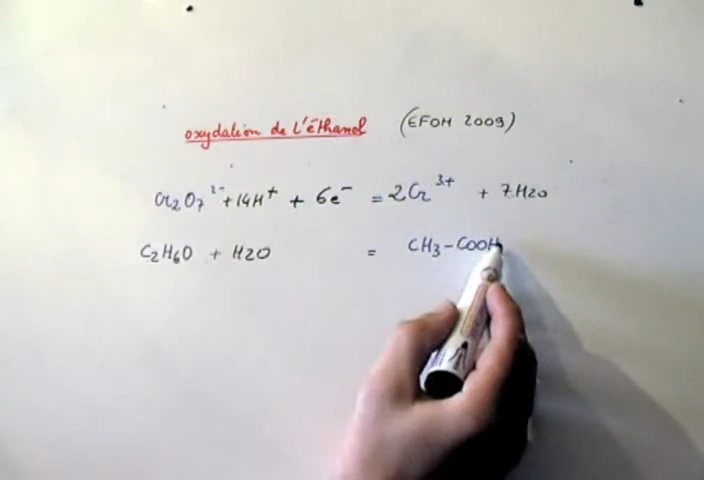 oxydation de l'éthanol (EFOM 2009)
Cr2O7 2- + 14H+ + 6e- = 2Cr 3+ + 7H2O
C2H6O + H2O = CH3-COOH